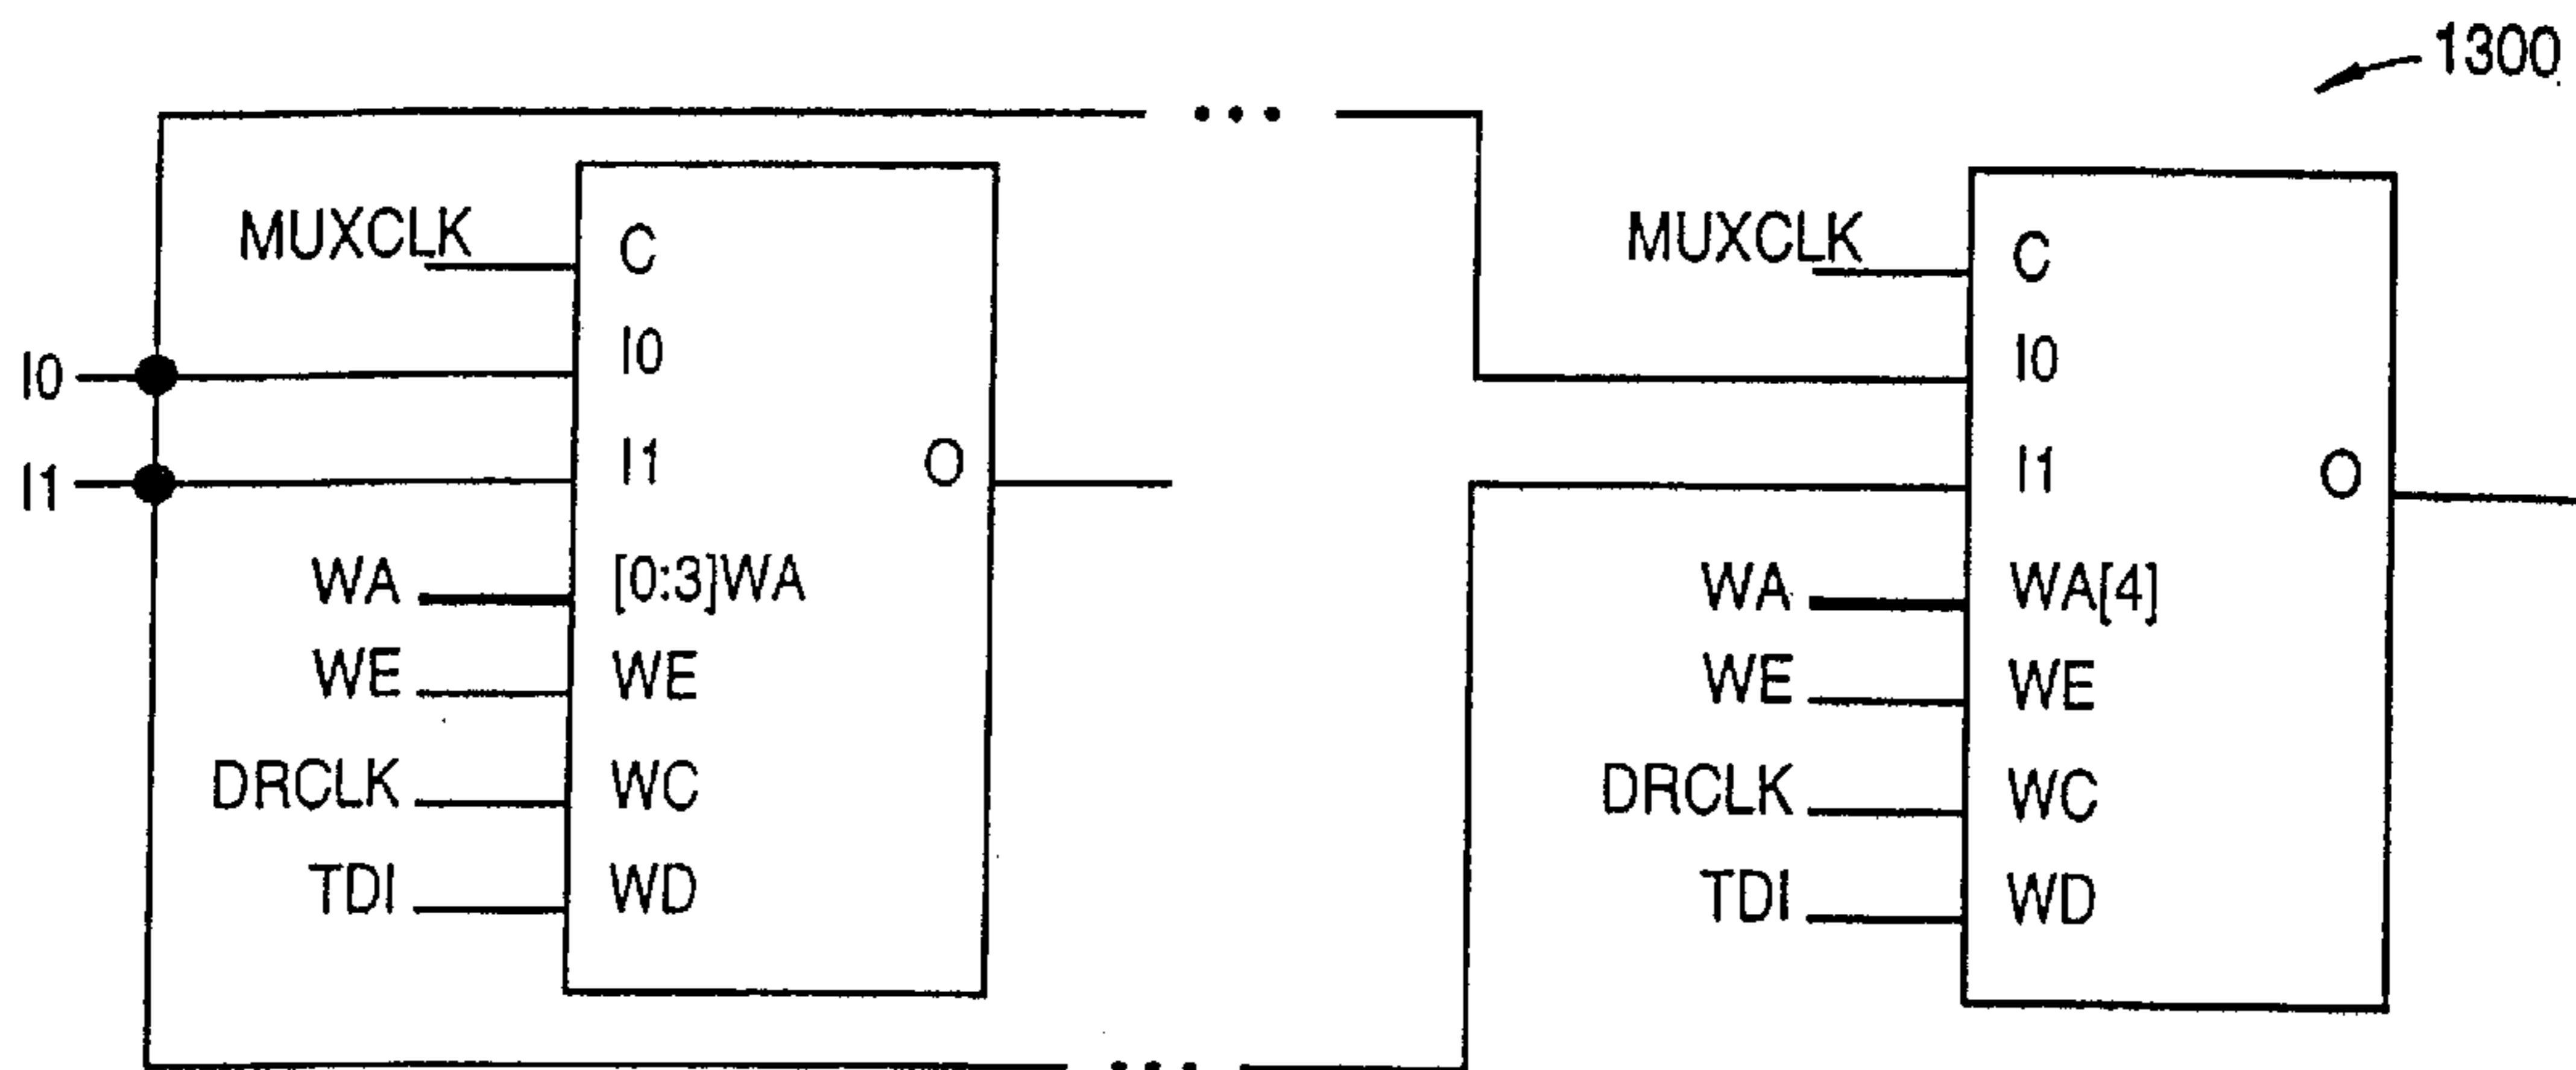 1300
MUXCLK C
I0 I0
I1 I1
O
WA [0:3]WA
WE WE
DRCLK WC
TDI WD
MUXCLK C
I0
I1
O
WA WA[4]
WE WE
DRCLK WC
TDI WD